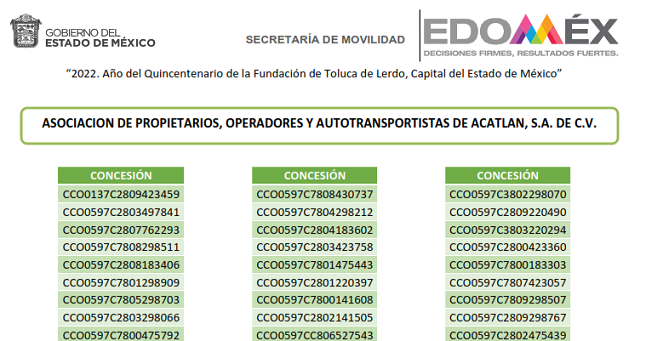 GOBIERNO DEL
ESTADO DE MÉXICO
SECRETARÍA DE MOVILIDAD
EDOMÉX
DECISIONES FIRMES, RESULTADOS FUERTES.
"2022. Año del Quincentenario de la Fundación de Toluca de Lerdo, Capital del Estado de México"
ASOCIACION DE PROPIETARIOS, OPERADORES Y AUTOTRANSPORTISTAS DE ACATLAN, S.A. DE C.V.
CONCESIÓN CONCESIÓN CONCESIÓN
CCO0137C2809423459 CCO0597C7808430737 CCO0597C3802298070
CCO0597C2803497841 CCO0597C7804298212 CCO0597C2809220490
CCO0597C2807762293 CCO0597C2804183602 CCO0597C3803220294
CCO0597C7808298511 CCO0597C2803423758 CCO0597C2800423360
CCO0597C2808183406 CCO0597C7801475443 CCO0597C7800183303
CCO0597C7801298909 CCO0597C2801220397 CCO0597C7807423057
CCO0597C7805298703 CCO0597C7800141608 CCO0597C7809298507
CCO0597C2803298066 CCO0597C2802141505 CCO0597C2809298767
CCO0597C7800475792 CCO0597CC806527543 CCO0597C2802475439